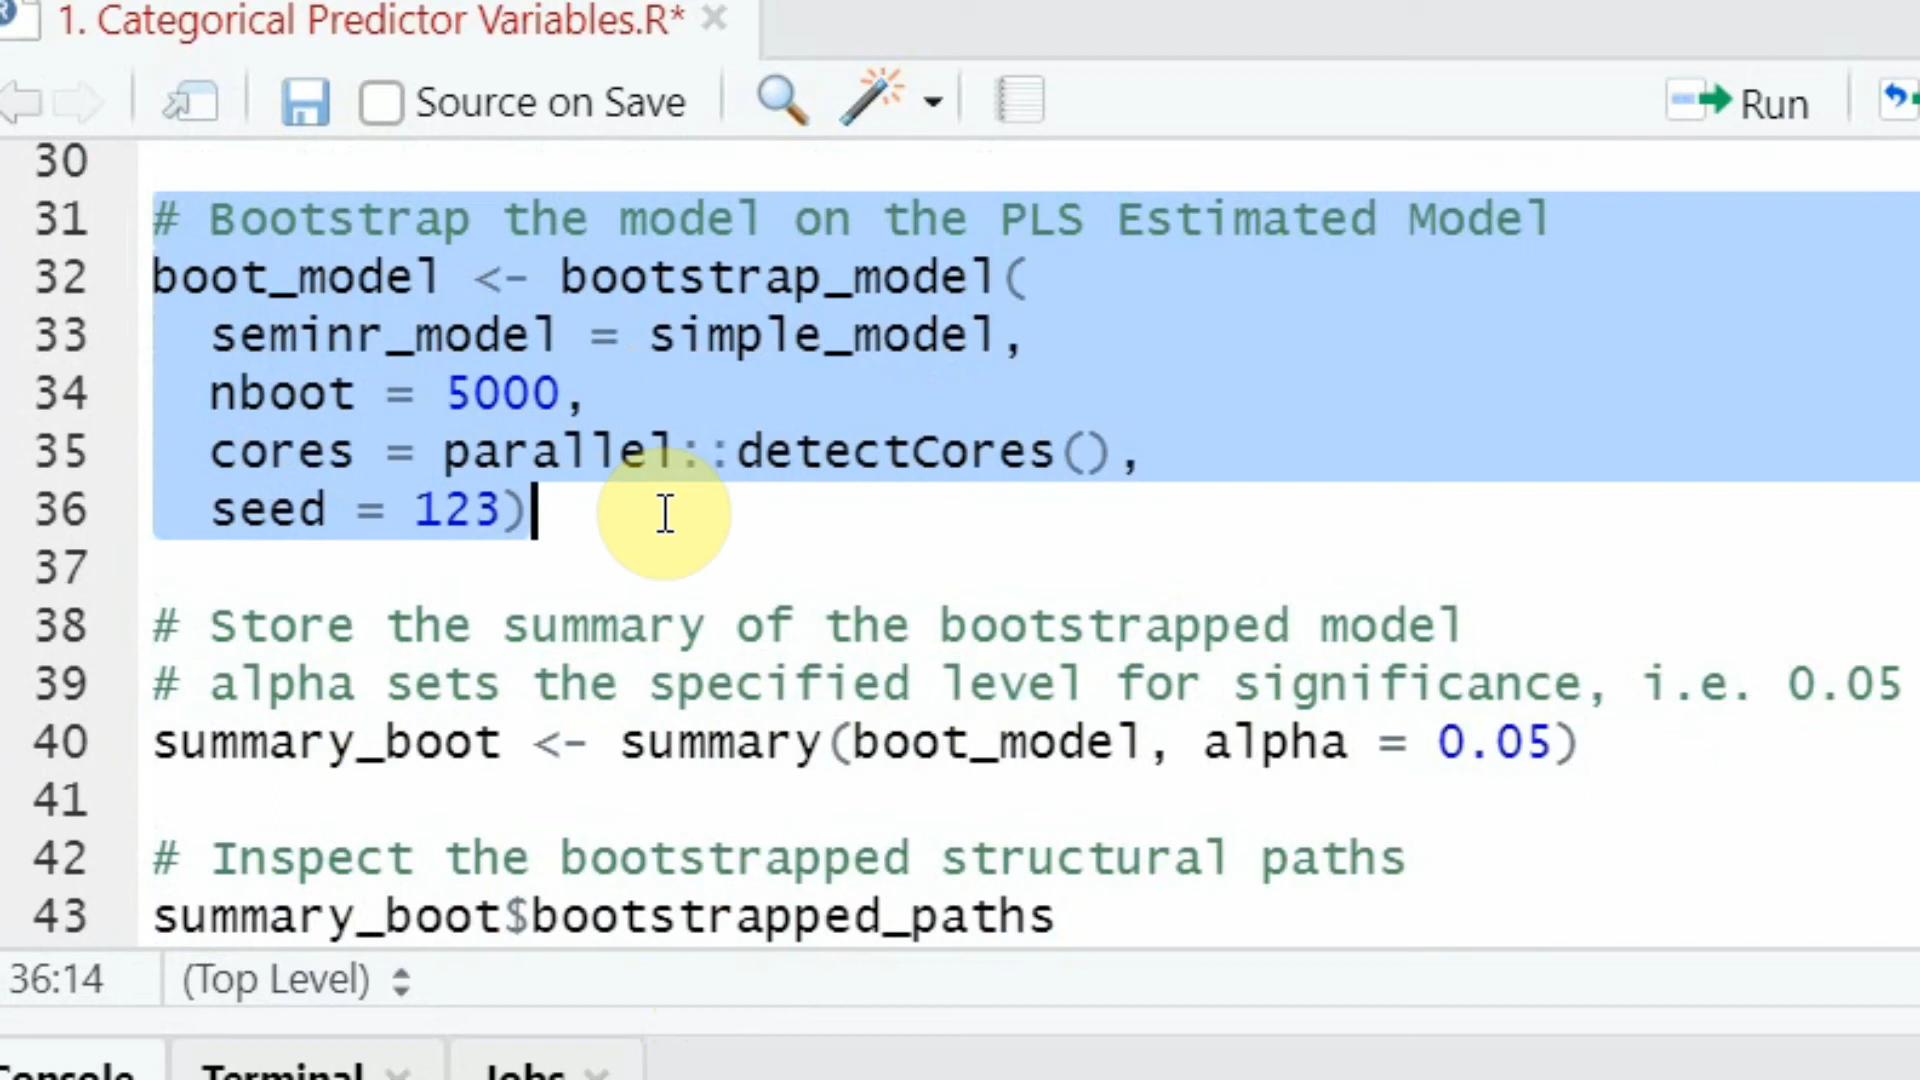 1. Categorical Predictor Variables.R*
Source on Save
Run
30
31 # Bootstrap the model on the PLS Estimated Model
32 boot_model <- bootstrap_model(
33   seminr_model = simple_model,
34   nboot = 5000,
35   cores = parallel::detectCores(),
36   seed = 123)
37
38 # Store the summary of the bootstrapped model
39 # alpha sets the specified level for significance, i.e. 0.05
40 summary_boot <- summary(boot_model, alpha = 0.05)
41
42 # Inspect the bootstrapped structural paths
43 summary_boot$bootstrapped_paths
36:14 (Top Level)
Console Terminal Jobs